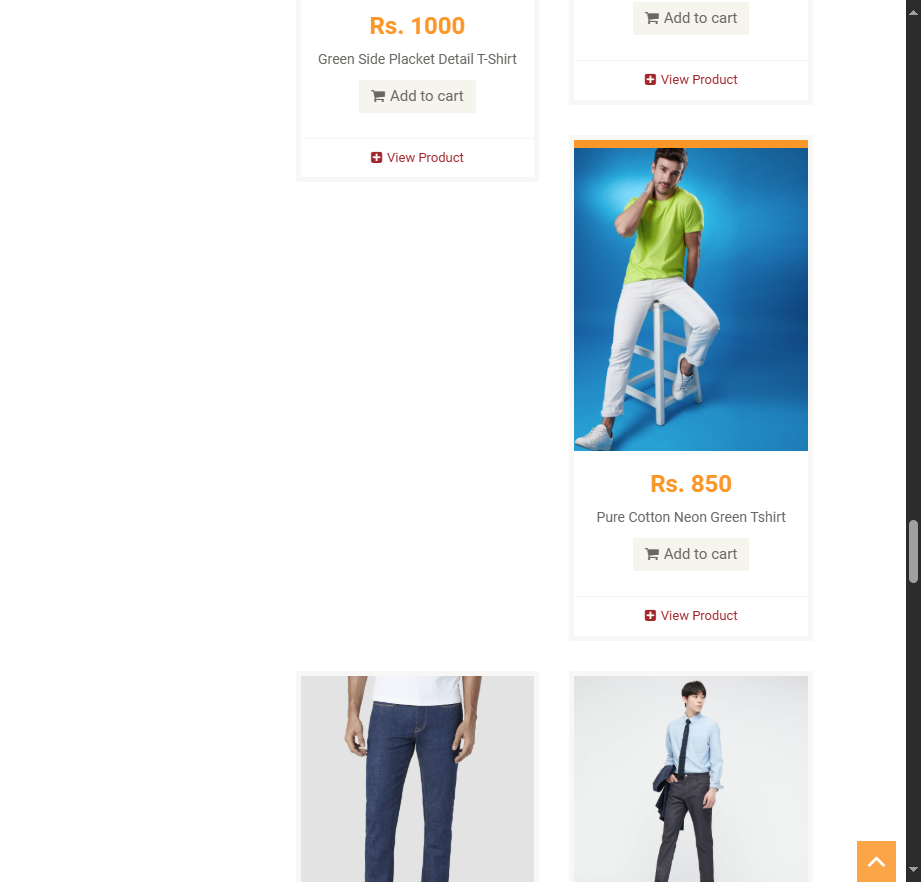 Rs. 1000
Green Side Placket Detail T-Shirt
Add to cart
View Product
Add to cart
View Product
Rs. 850
Pure Cotton Neon Green Tshirt
Add to cart
View Product